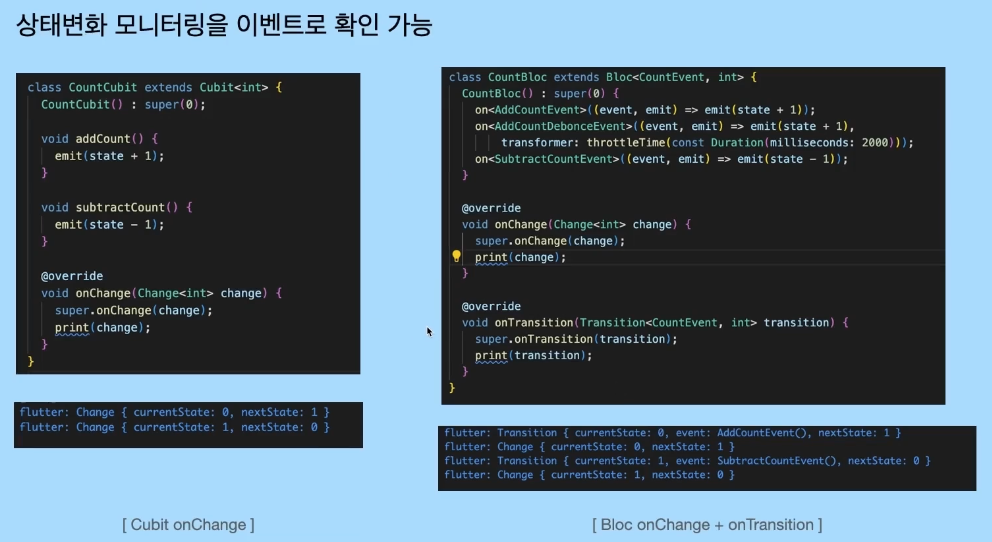 상태변화 모니터링을 이벤트로 확인 가능
class CountCubit extends Cubit<int> {
CountCubit() : super(0);
void addCount() {
emit(state + 1);
}
void subtractCount() {
emit(state - 1);
}
@override
void onChange(Change<int> change) {
super.onChange(change);
print(change);
}
}
flutter: Change { currentState: 0, nextState: 1 }
flutter: Change { currentState: 1, nextState: 0 }
[ Cubit onChange ]
class CountBloc extends Bloc<CountEvent, int> {
CountBloc() : super(0) {
on<AddCountEvent>((event, emit) => emit(state + 1));
on<AddCountDebonceEvent>((event, emit) => emit(state + 1),
transformer: throttleTime(const Duration(milliseconds: 2000)));
on<SubtractCountEvent>((event, emit) => emit(state - 1));
}
@override
void onChange(Change<int> change) {
super.onChange(change);
print(change);
}
@override
void onTransition(Transition<CountEvent, int> transition) {
super.onTransition(transition);
print(transition);
}
}
flutter: Transition { currentState: 0, event: AddCountEvent(), nextState: 1 }
flutter: Change { currentState: 0, nextState: 1 }
flutter: Transition { currentState: 1, event: SubtractCountEvent(), nextState: 0 }
flutter: Change { currentState: 1, nextState: 0 }
[ Bloc onChange + onTransition ]